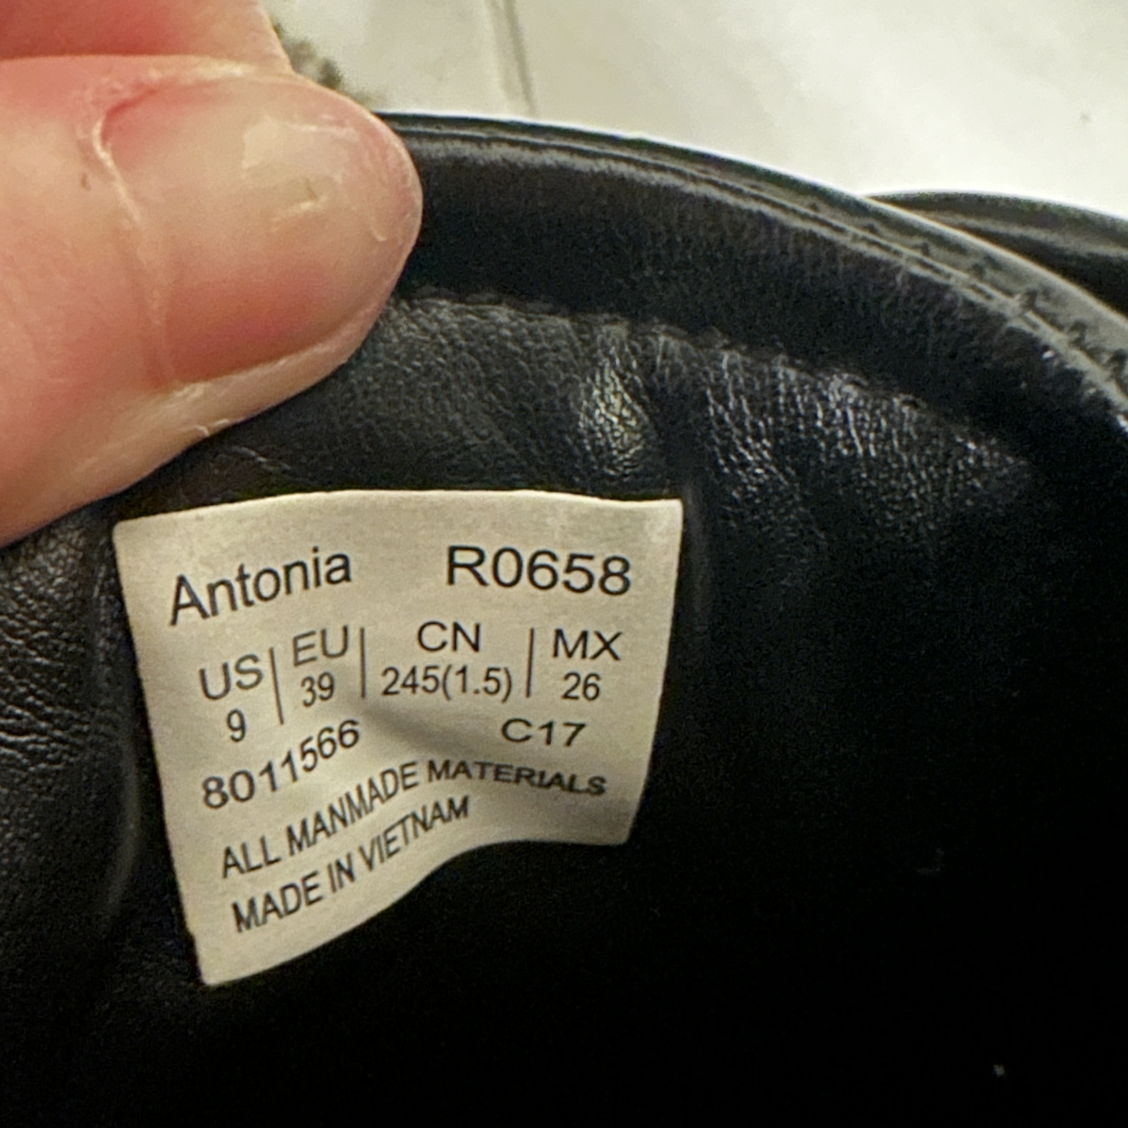 Antonia R0658
US | EU | CN | MX
9 | 39 | 245(1.5) | 26
8011566 C17
ALL MANMADE MATERIALS
MADE IN VIETNAM